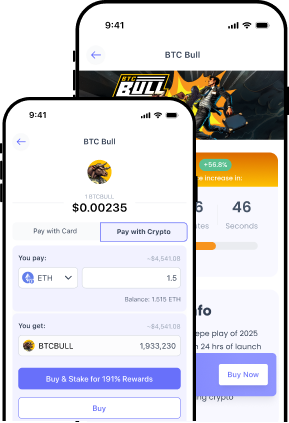 9:41
BTC Bull
BTC
BULL
+55.8%
e increase in:
6 46
utes Seconds
nfo
epe play of 2025
n 24 hrs of launch
Buy Now
ing crypto
9:41
BTC Bull
1 BTCBULL
$0.00235
Pay with Card Pay with Crypto
You pay: ~$4,541.08
ETH 1.5
Balance: 1.515 ETH
You get: ~$4,541.08
BTCBULL 1,933,230
Buy & Stake for 191% Rewards
Buy